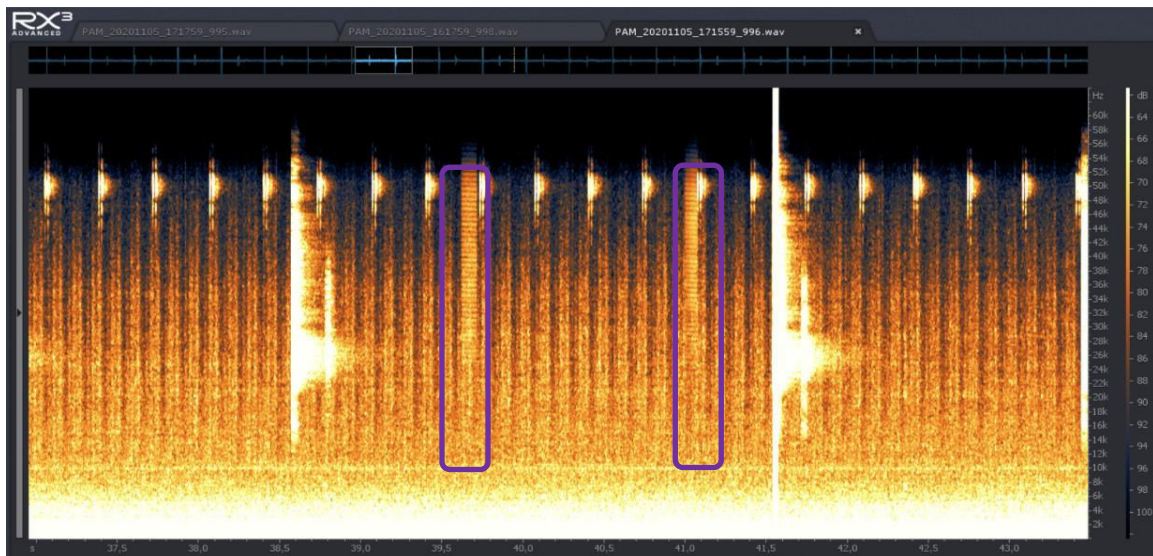 RX³
ADVANCED
PAM_20201105_171759_995.wav
PAM_20201105_161759_998.wav
PAM_20201105_171559_996.wav
Hz
60k
58k
56k
54k
52k
50k
48k
46k
44k
42k
40k
38k
36k
34k
32k
30k
28k
26k
24k
22k
20k
18k
16k
14k
12k
10k
8k
6k
4k
2k
dB
64
66
68
70
72
74
76
78
80
82
84
86
88
90
92
94
96
98
100
s 37,5 38,0 38,5 39,0 39,5 40,0 40,5 41,0 41,5 42,0 42,5 43,0